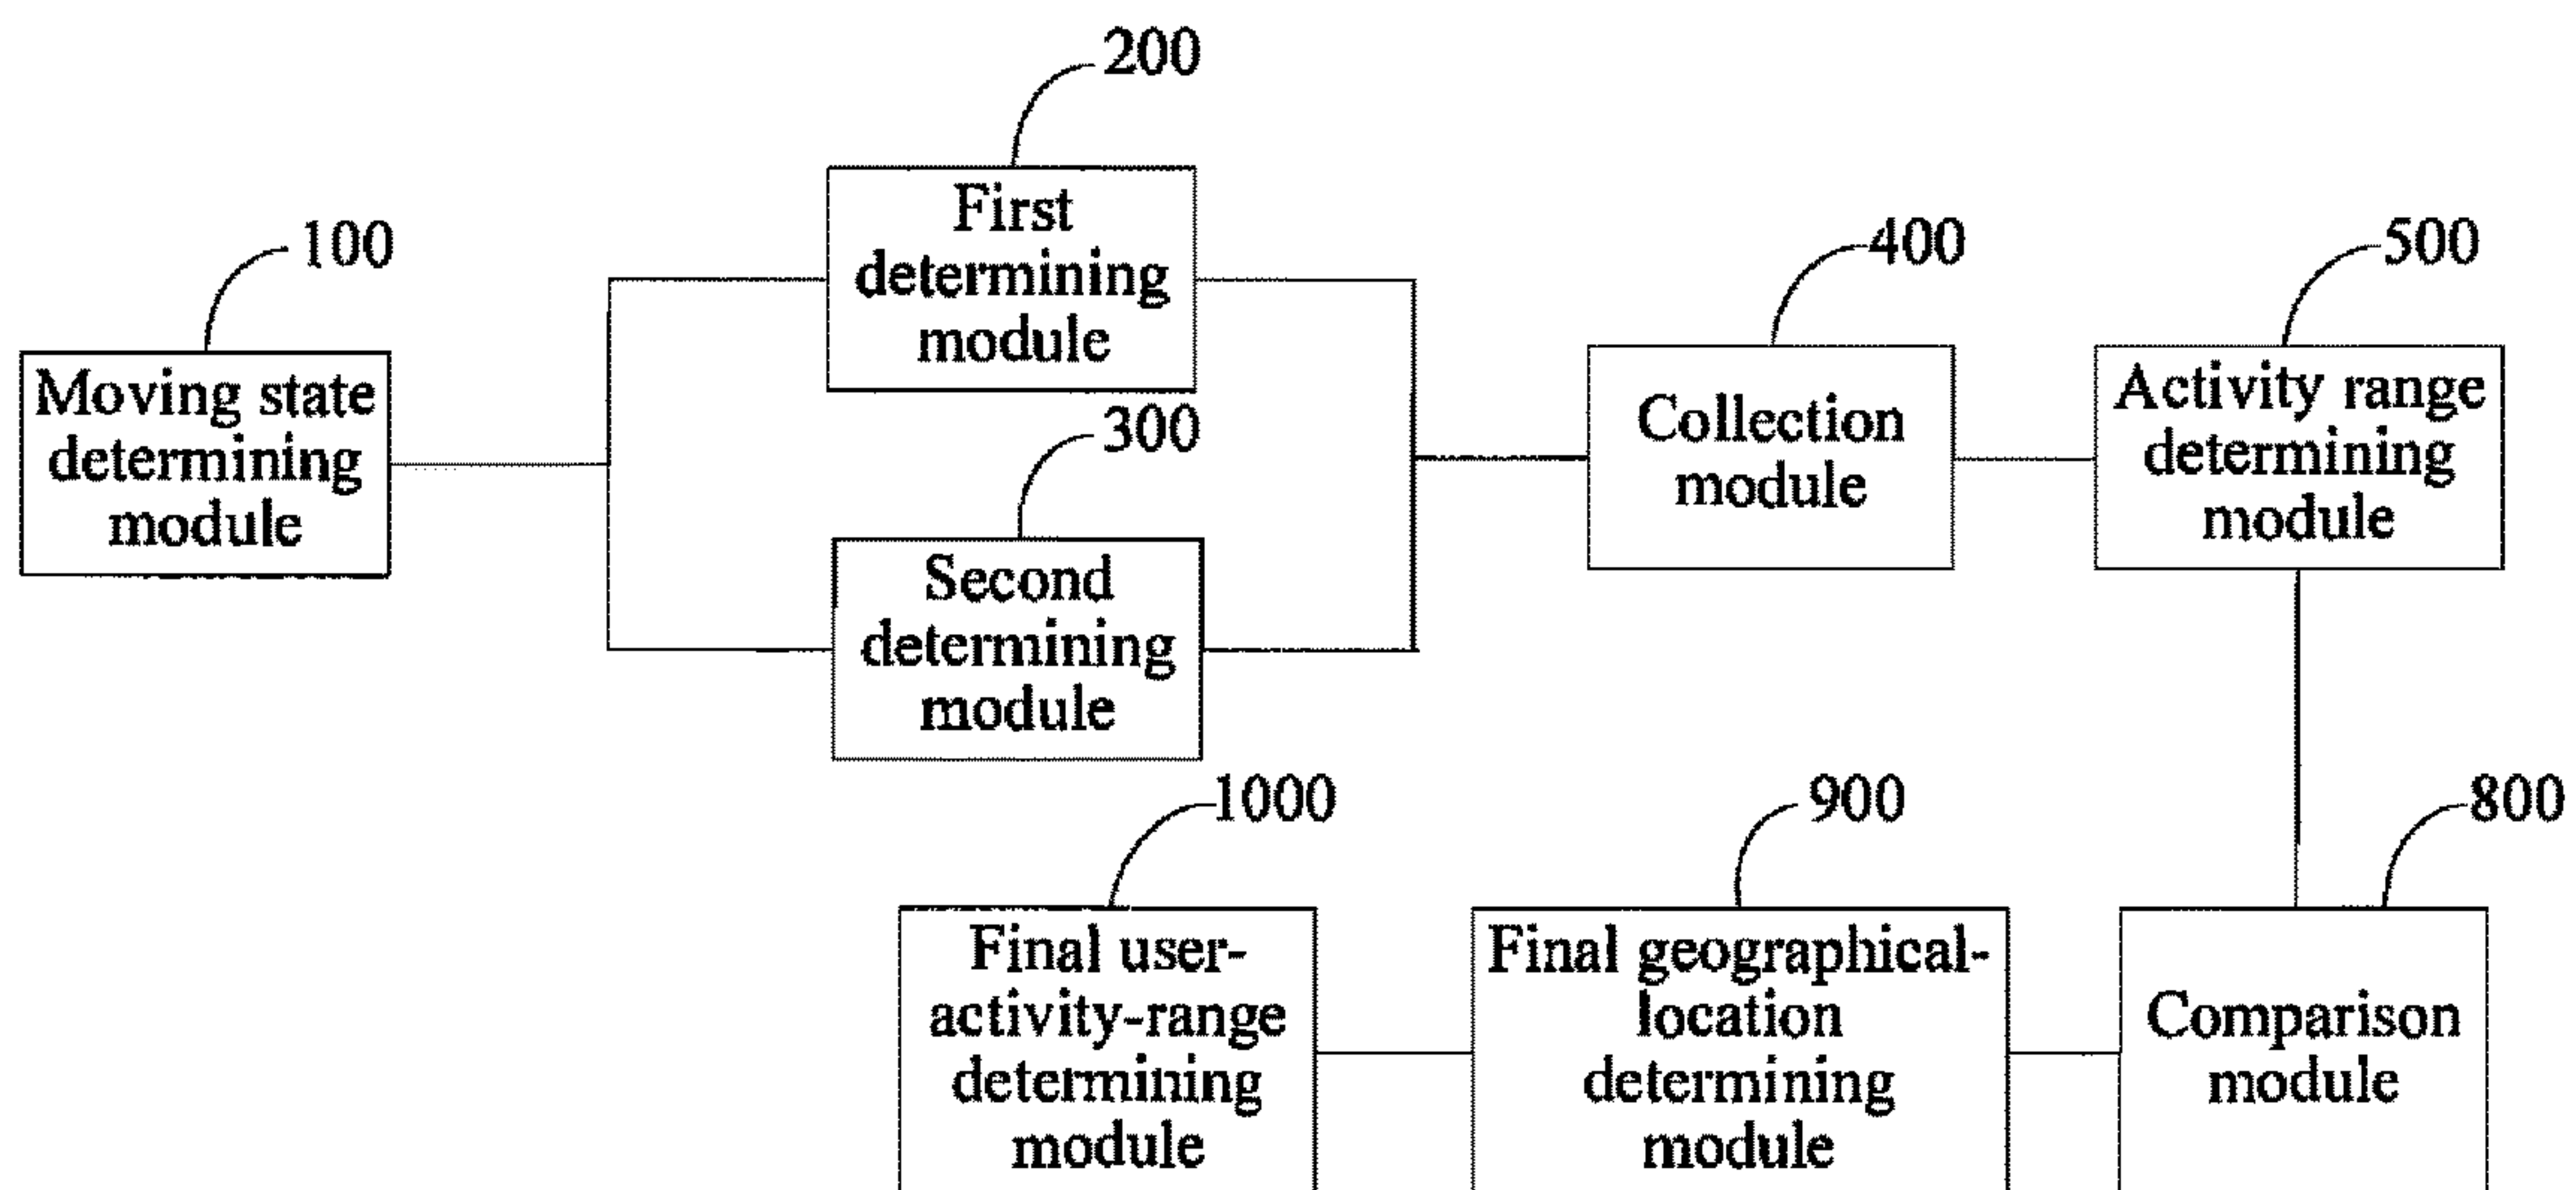 200
First
determining
module
100
Moving state
determining
module
300
Second
determining
module
400
Collection
module
500
Activity range
determining
module
1000
Final user-
activity-range
determining
module
900
Final geographical-
location
determining
module
800
Comparison
module